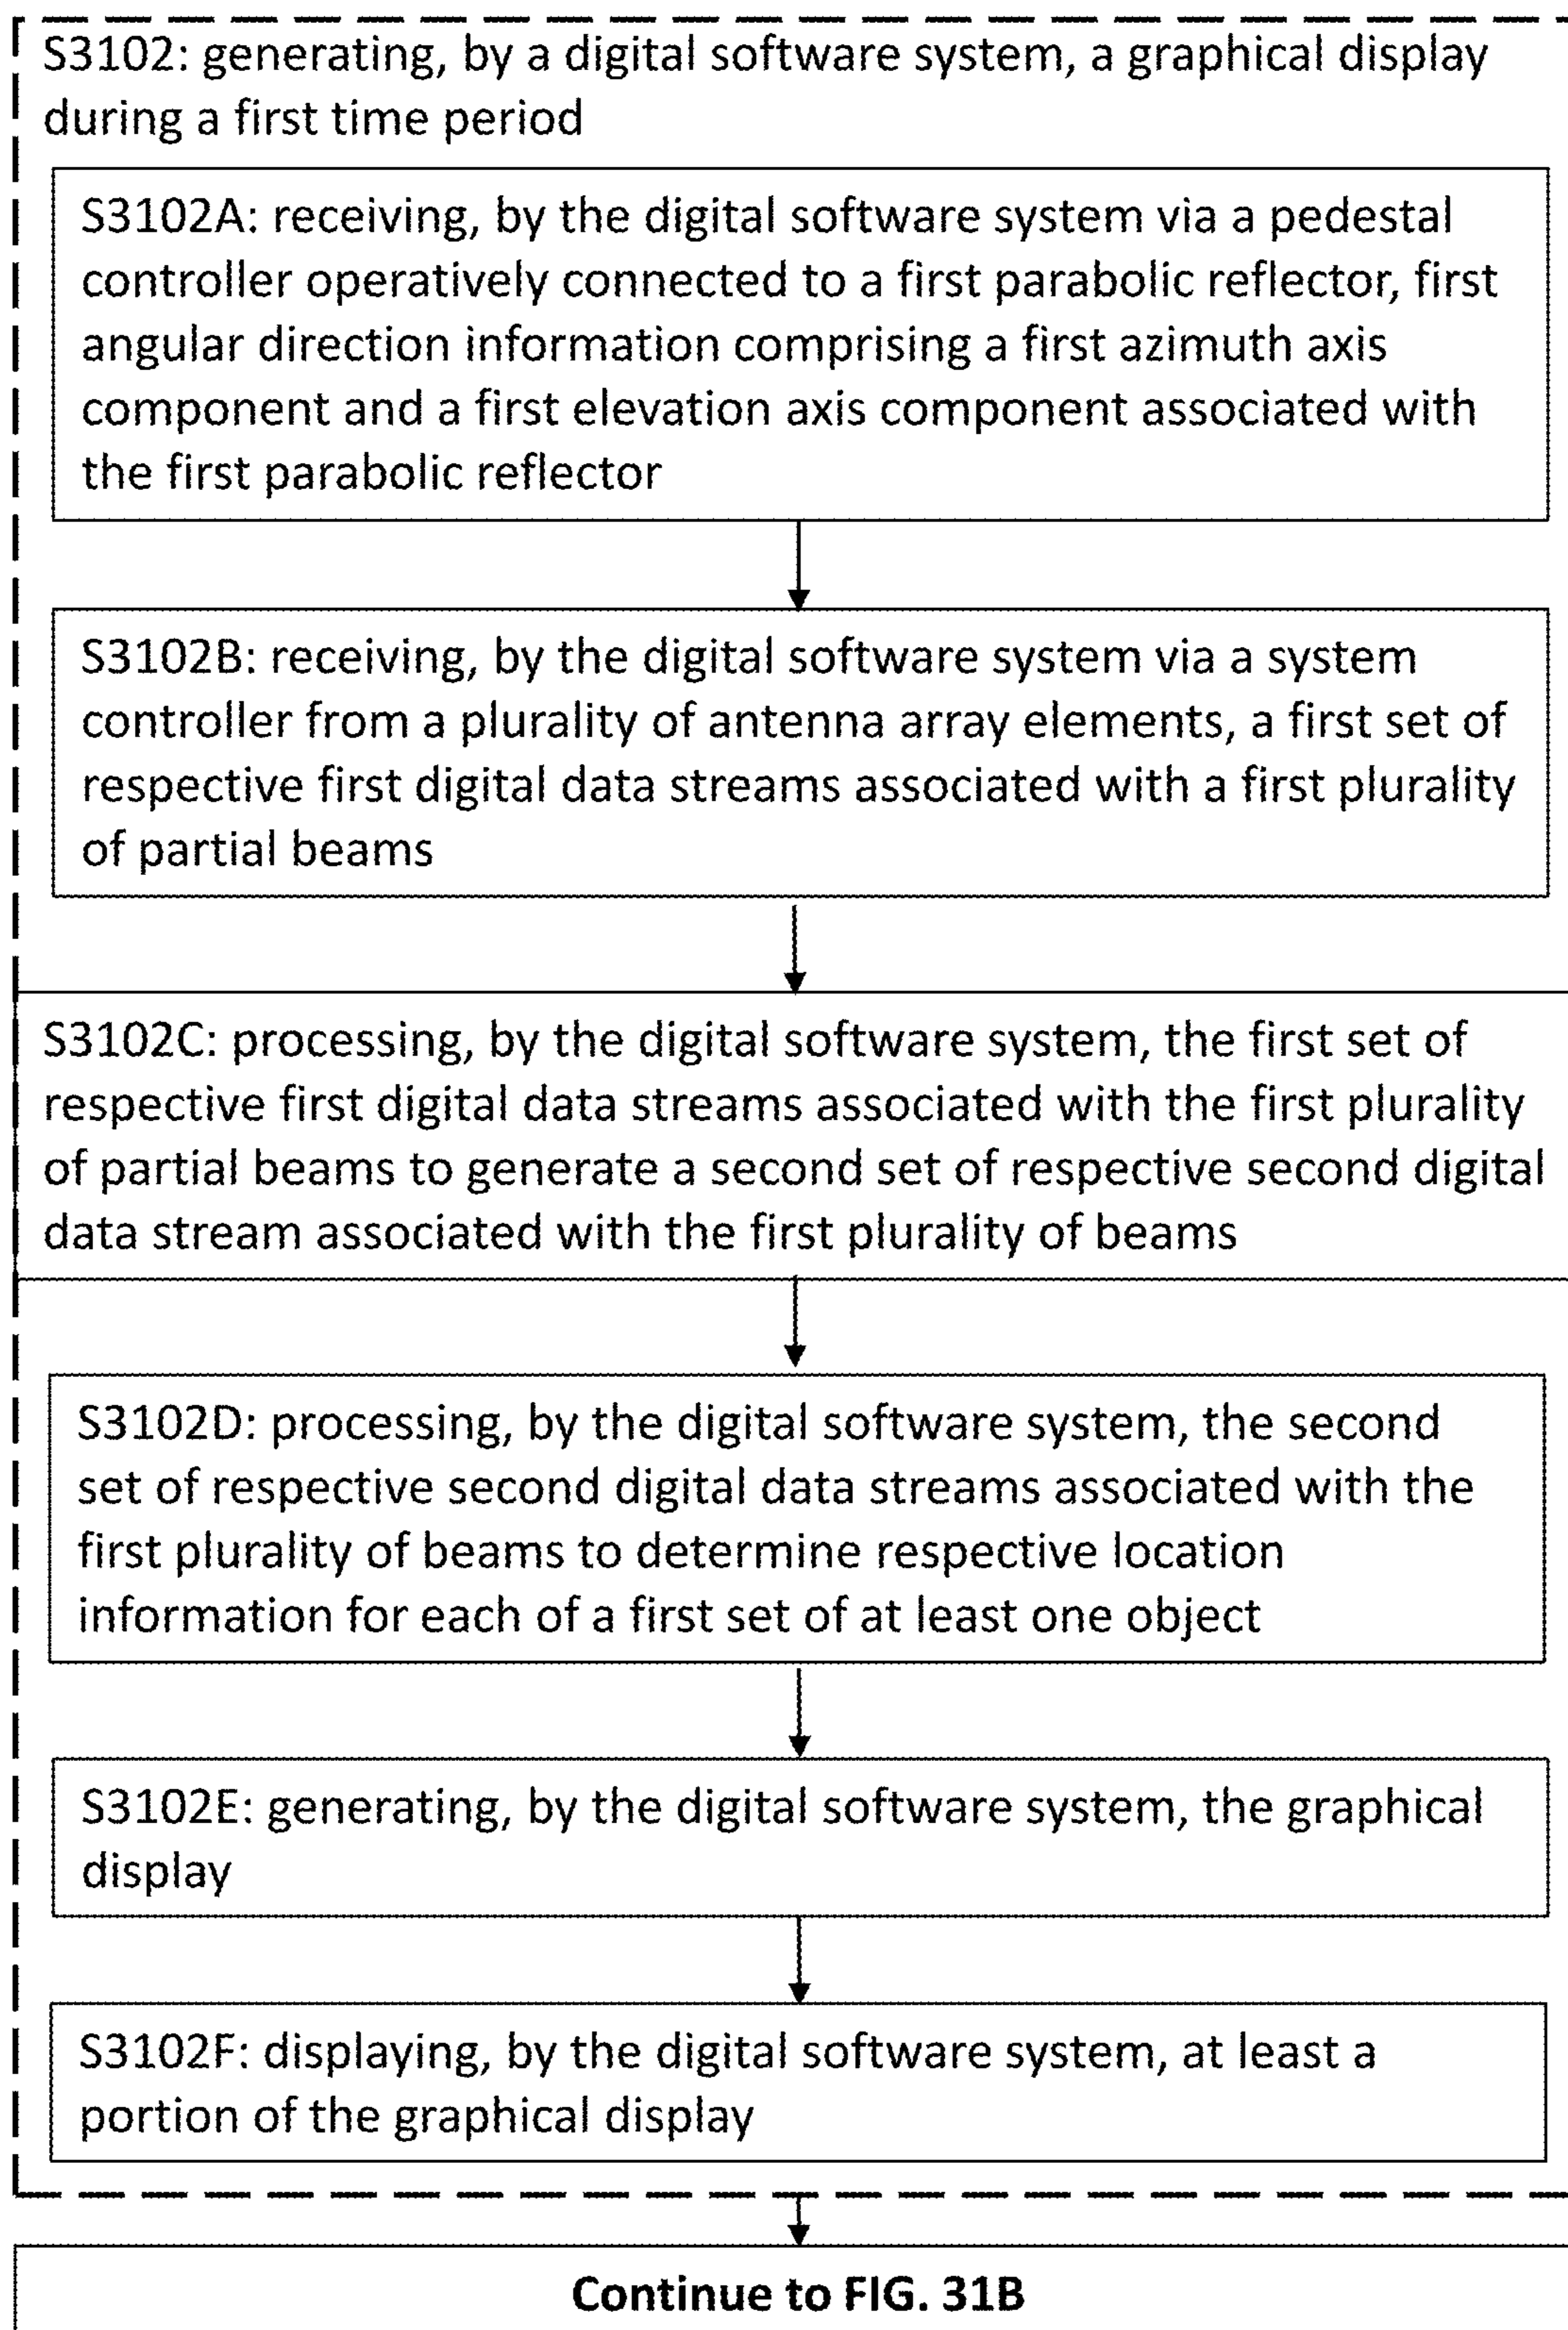 S3102: generating, by a digital software system, a graphical display
during a first time period
S3102A: receiving, by the digital software system via a pedestal
controller operatively connected to a first parabolic reflector, first
angular direction information comprising a first azimuth axis
component and a first elevation axis component associated with
the first parabolic reflector
S3102B: receiving, by the digital software system via a system
controller from a plurality of antenna array elements, a first set of
respective first digital data streams associated with a first plurality
of partial beams
S3102C: processing, by the digital software system, the first set of
respective first digital data streams associated with the first plurality
of partial beams to generate a second set of respective second digital
data stream associated with the first plurality of beams
S3102D: processing, by the digital software system, the second
set of respective second digital data streams associated with the
first plurality of beams to determine respective location
information for each of a first set of at least one object
S3102E: generating, by the digital software system, the graphical
display
S3102F: displaying, by the digital software system, at least a
portion of the graphical display
Continue to FIG. 31B